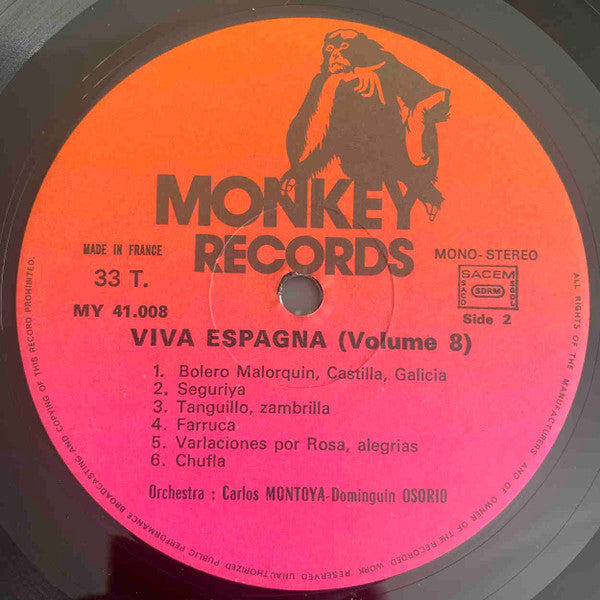 MONKEY
RECORDS
MADE IN FRANCE
33 T.
MY 41.008
MONO-STEREO
SACEM
SACD
SDRM
SGDL
Side 2
VIVA ESPAGNA (Volume 8)
1. Bolero Malorquin, Castilla, Galicia
2. Seguriya
3. Tanguillo, zambrilla
4. Farruca
5. Varlaciones por Rosa, alegrias
6. Chufla
Orchestra : Carlos MONTOYA-Dominguin OSORIO
ALL RIGHTS OF THE MANUFACTURERS AND OF OWNER OF THE RECORDED WORK RESERVED UNAUTHORIZED PUBLIC PERFORMANCE BROADCASTING AND COPYING OF THIS RECORD PROHIBITED.